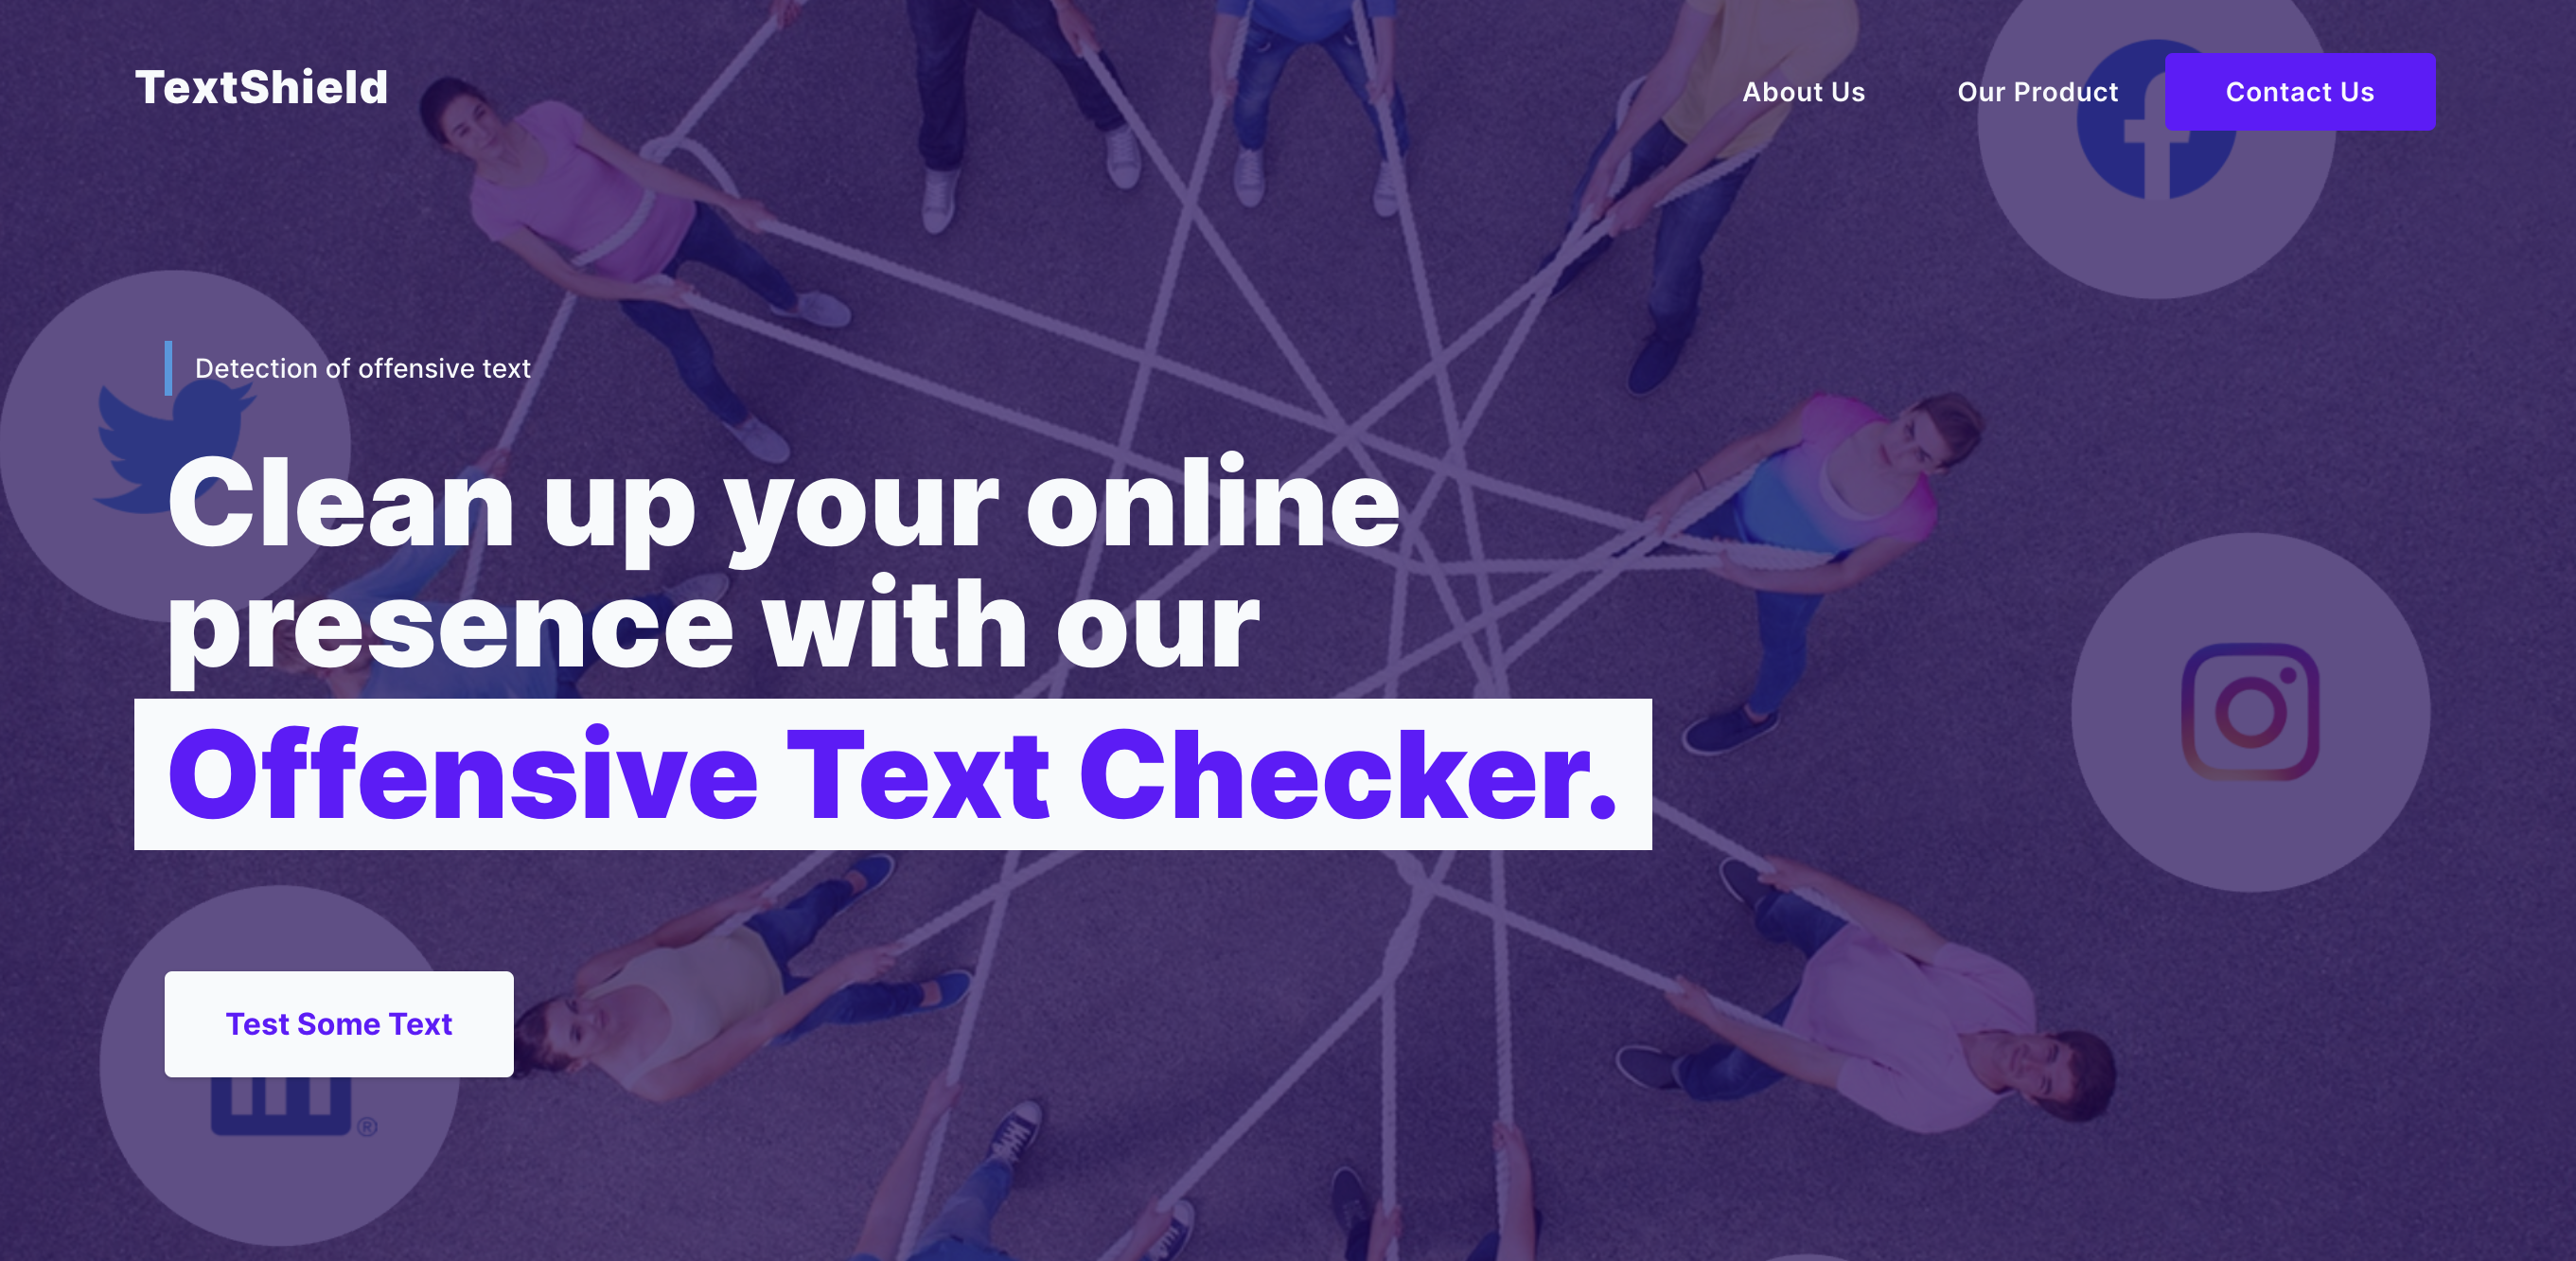 TextShield
About Us
Our Product
Contact Us
Detection of offensive text
Clean up your online
presence with our
Offensive Text Checker.
Test Some Text
®